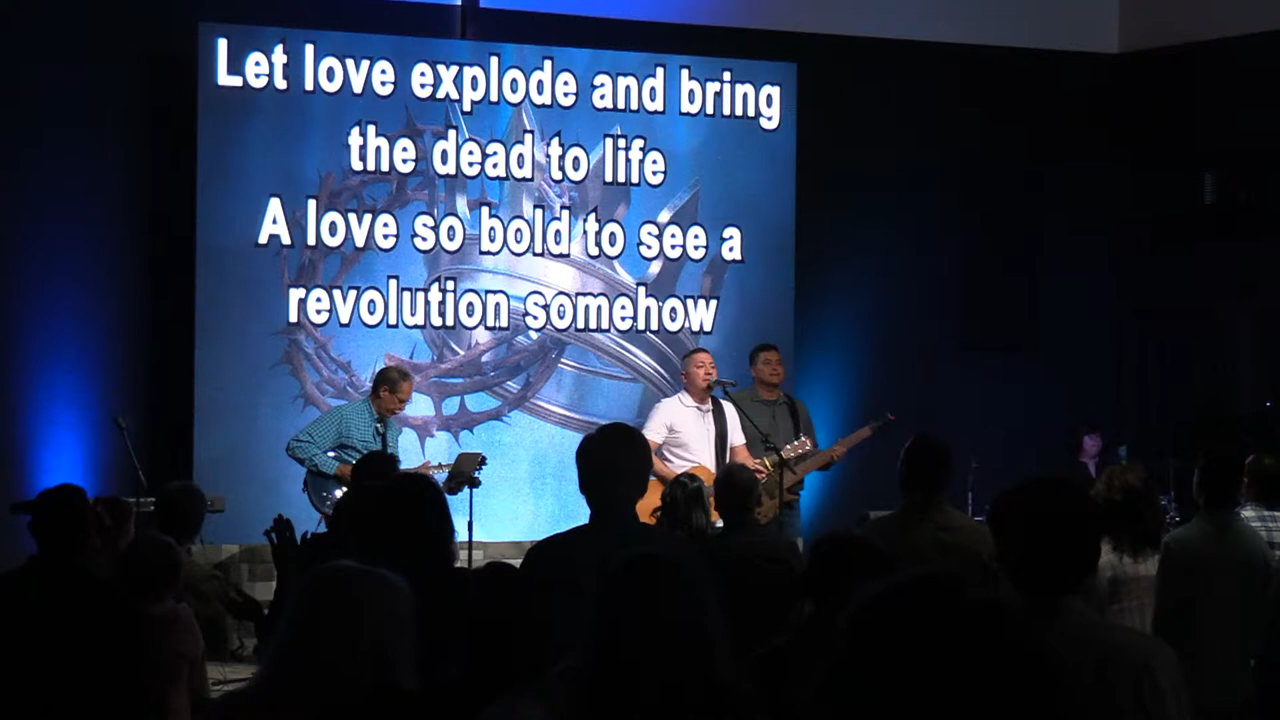 Let love explode and bring
the dead to life
A love so bold to see a
revolution somehow